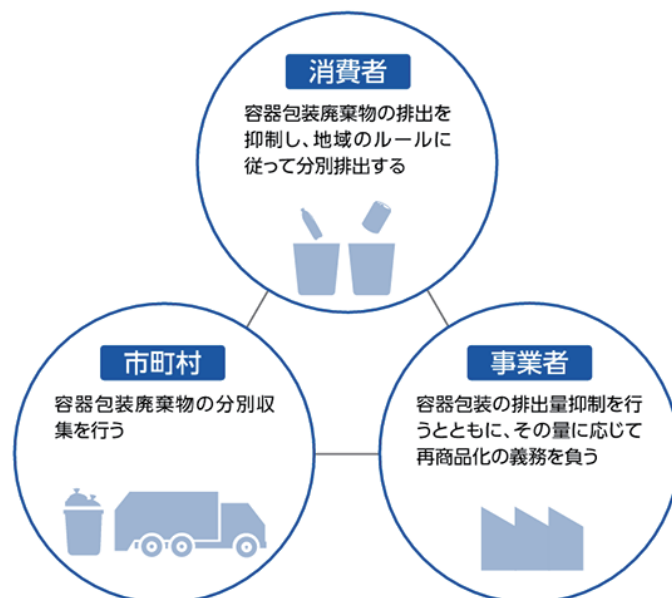 消費者
容器包装廃棄物の排出を
抑制し、地域のルールに
従って分別排出する
市町村
容器包装廃棄物の分別収
集を行う
事業者
容器包装の排出量抑制を行
うとともに、その量に応じて
再商品化の義務を負う